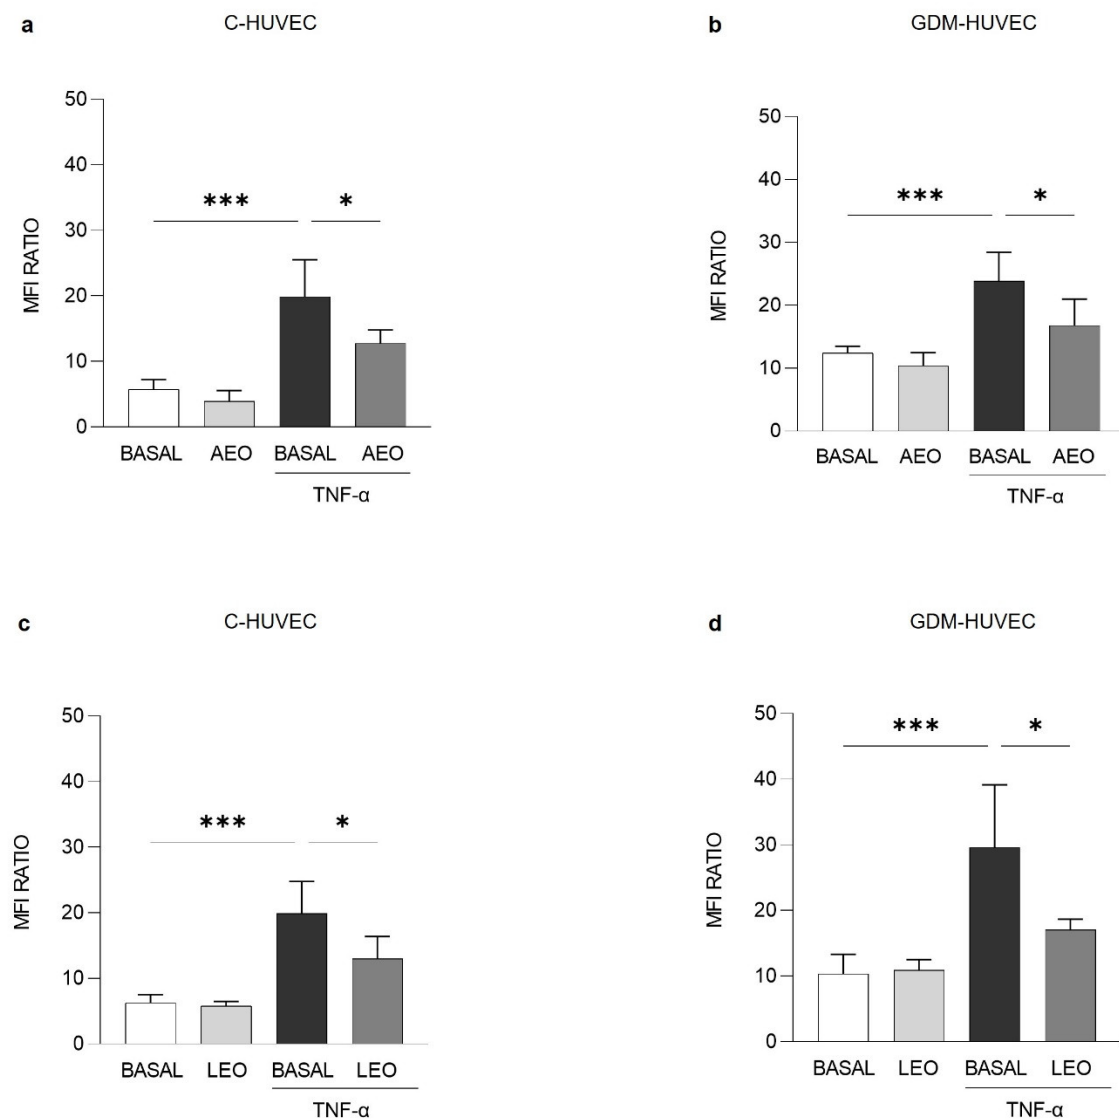 a
C-HUVEC
50
40
30
20
10
0
MFI RATIO
***
*
BASAL AEO BASAL AEO
TNF-α
b
GDM-HUVEC
50
40
30
20
10
0
MFI RATIO
***
*
BASAL AEO BASAL AEO
TNF-α
c
C-HUVEC
50
40
30
20
10
0
MFI RATIO
***
*
BASAL LEO BASAL LEO
TNF-α
d
GDM-HUVEC
50
40
30
20
10
0
MFI RATIO
***
*
BASAL LEO BASAL LEO
TNF-α